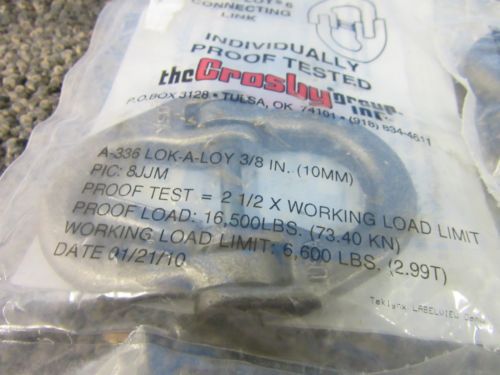 CONNECTING
LINK
INDIVIDUALLY
PROOF TESTED
the Crosby group inc.
P.O.BOX 3128 • TULSA, OK 74101 • (918) 834-4611
A-336 LOK-A-LOY 3/8 IN. (10MM)
PIC: 8JJM
PROOF TEST = 2 1/2 X WORKING LOAD LIMIT
PROOF LOAD: 16,500LBS. (73.40 KN)
WORKING LOAD LIMIT: 6,600 LBS. (2.99T)
DATE 01/21/10
Teklynx LABELVIEW